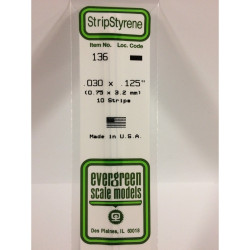 StripStyrene
Item No. Loc. Code
136
.030 x .125"
(0.75 x 3.2 mm)
10 Strips
Made in U.S.A.
evergreen
scale models
Des Plaines, IL 60018